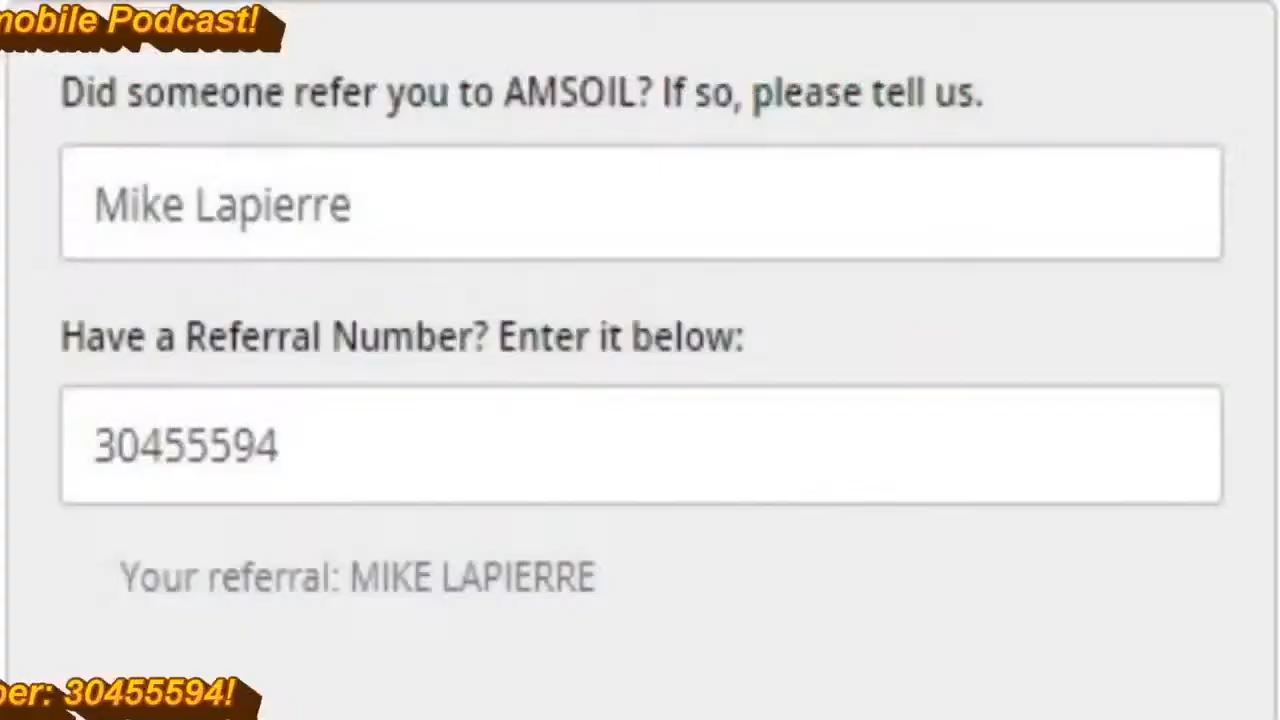 mobile Podcast!
Did someone refer you to AMSOIL? If so, please tell us.
Mike Lapierre
Have a Referral Number? Enter it below:
30455594
Your referral: MIKE LAPIERRE
ber: 30455594!